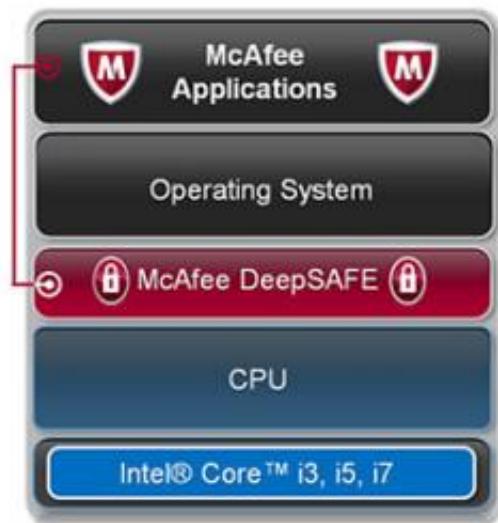 McAfee
Applications
Operating System
McAfee DeepSAFE
CPU
Intel® Core™ i3, i5, i7